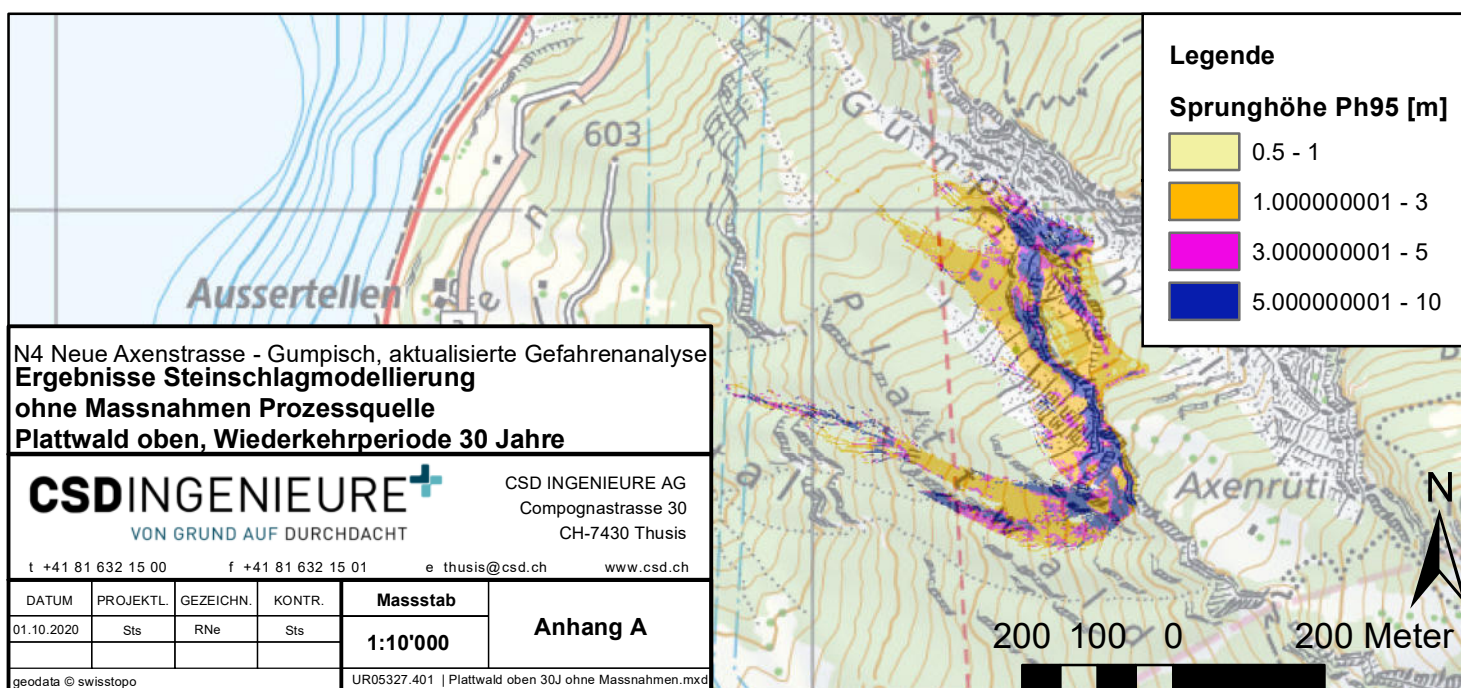 Legende
Sprunghöhe Ph95 [m]
0.5 - 1
1.000000001 - 3
3.000000001 - 5
5.000000001 - 10
603
Gump
h
Aussertellen
Axenruti
N4 Neue Axenstrasse - Gumpisch, aktualisierte Gefahrenanalyse
Ergebnisse Steinschlagmodellierung
ohne Massnahmen Prozessquelle
Plattwald oben, Wiederkehrperiode 30 Jahre
CSDINGENIEURE
VON GRUND AUF DURCHDACHT
CSD INGENIEURE AG
Compognastrasse 30
CH-7430 Thusis
t +41 81 632 15 00 f +41 81 632 15 01 e thusis@csd.ch www.csd.ch
DATUM PROJEKTL. GEZEICHN. KONTR. Massstab
01.10.2020 Sts RNe Sts 1:10'000 Anhang A
geodata © swisstopo UR05327.401 | Plattwald oben 30J ohne Massnahmen.mxd
N
200 100 0 200 Meter